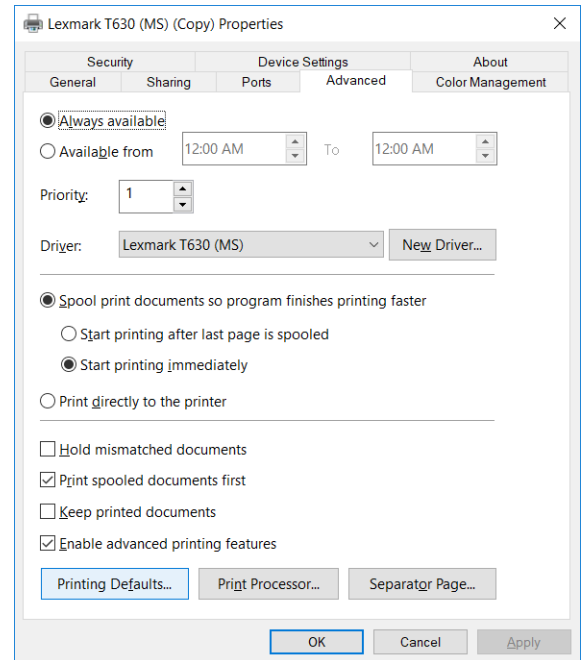 Lexmark T630 (MS) (Copy) Properties
Security Device Settings About
General Sharing Ports Advanced Color Management
Always available
Available from 12:00 AM To 12:00 AM
Priority: 1
Driver: Lexmark T630 (MS) New Driver...
Spool print documents so program finishes printing faster
Start printing after last page is spooled
Start printing immediately
Print directly to the printer
Hold mismatched documents
Print spooled documents first
Keep printed documents
Enable advanced printing features
Printing Defaults... Print Processor... Separator Page...
OK Cancel Apply